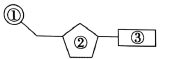 ① ② ③